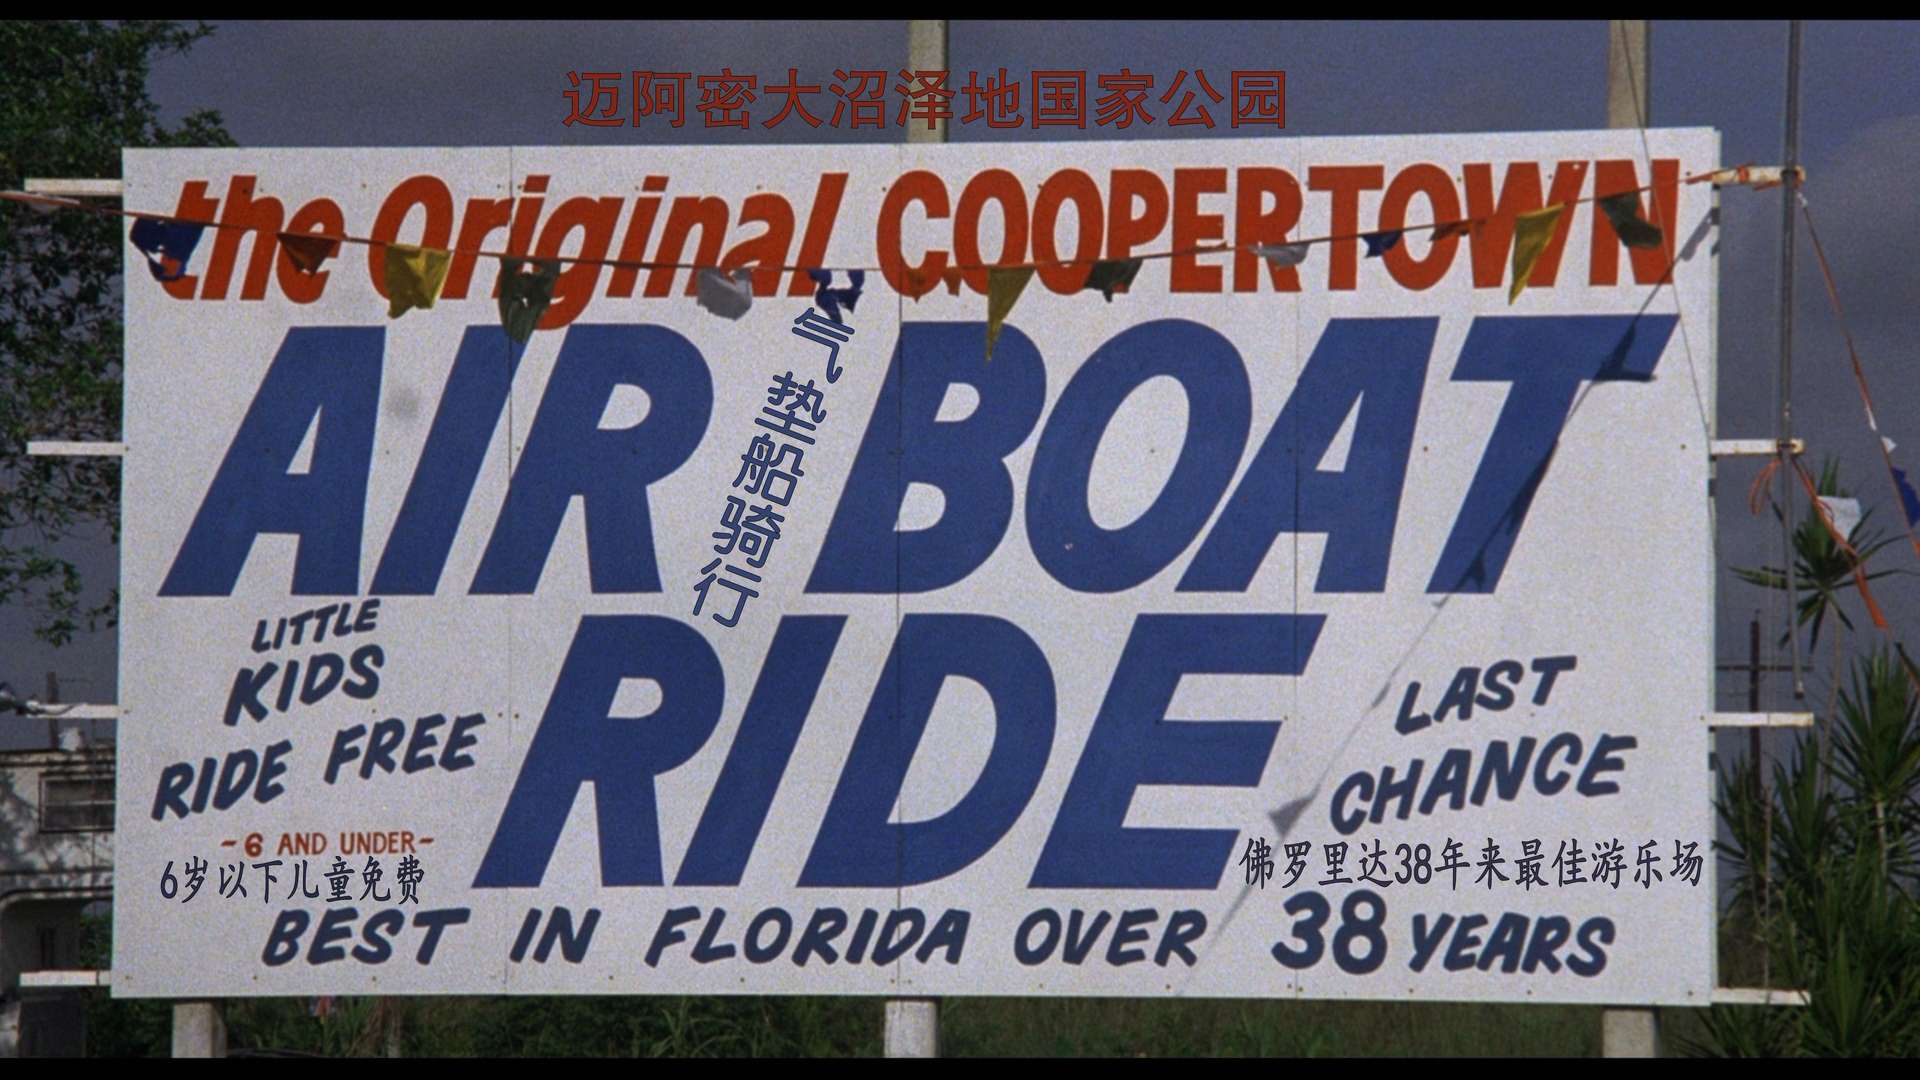 迈阿密大沼泽地国家公园
the Original COOPERTOWN
AIR BOAT
气垫船骑行
RIDE
LITTLE
KIDS
RIDE FREE
-6 AND UNDER-
6岁以下儿童免费
LAST
CHANCE
佛罗里达38年来最佳游乐场
BEST IN FLORIDA OVER 38 YEARS